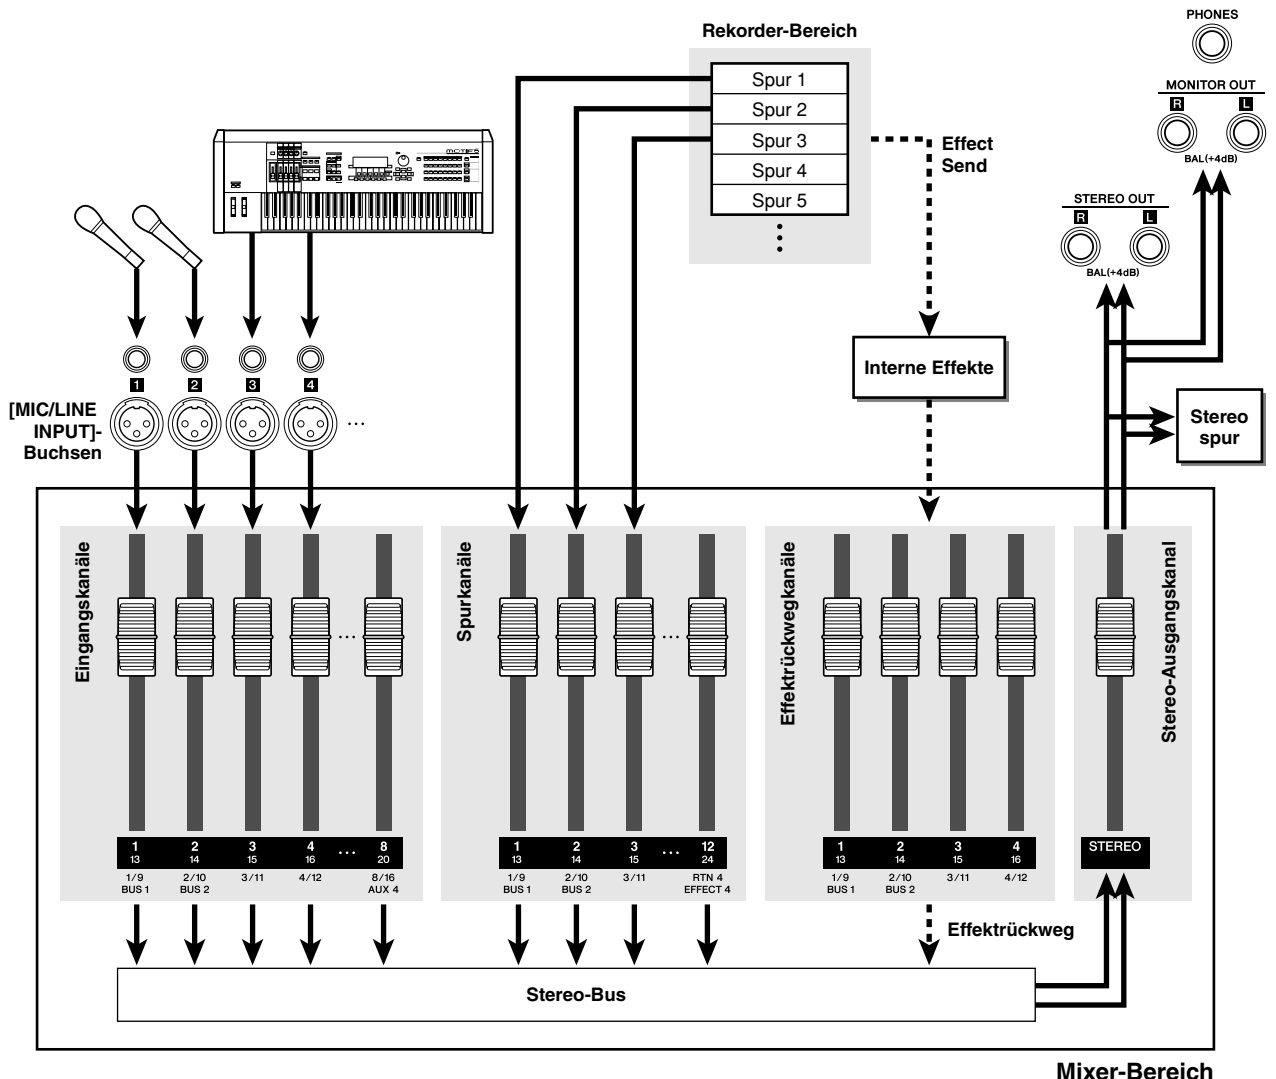 PHONES
Rekorder-Bereich
MONITOR OUT
R L
BAL(+4dB)
Spur 1
Spur 2
Spur 3
Spur 4
Spur 5
Effect
Send
STEREO OUT
R L
BAL(+4dB)
Interne Effekte
1 2 3 4
[MIC/LINE
INPUT]-
Buchsen
...
Stereo
spur
Eingangskanäle
...
1 2 3 4 ... 8
13 14 15 16 20
1/9 2/10 3/11 4/12 8/16
BUS 1 BUS 2 AUX 4
Spurkanäle
...
1 2 3 ... 12
13 14 15 24
1/9 2/10 3/11 RTN 4
BUS 1 BUS 2 EFFECT 4
Effektrückwegkanäle
1 2 3 4
13 14 15 16
1/9 2/10 3/11 4/12
BUS 1 BUS 2
Stereo-Ausgangskanal
STEREO
Effektrückweg
Stereo-Bus
Mixer-Bereich